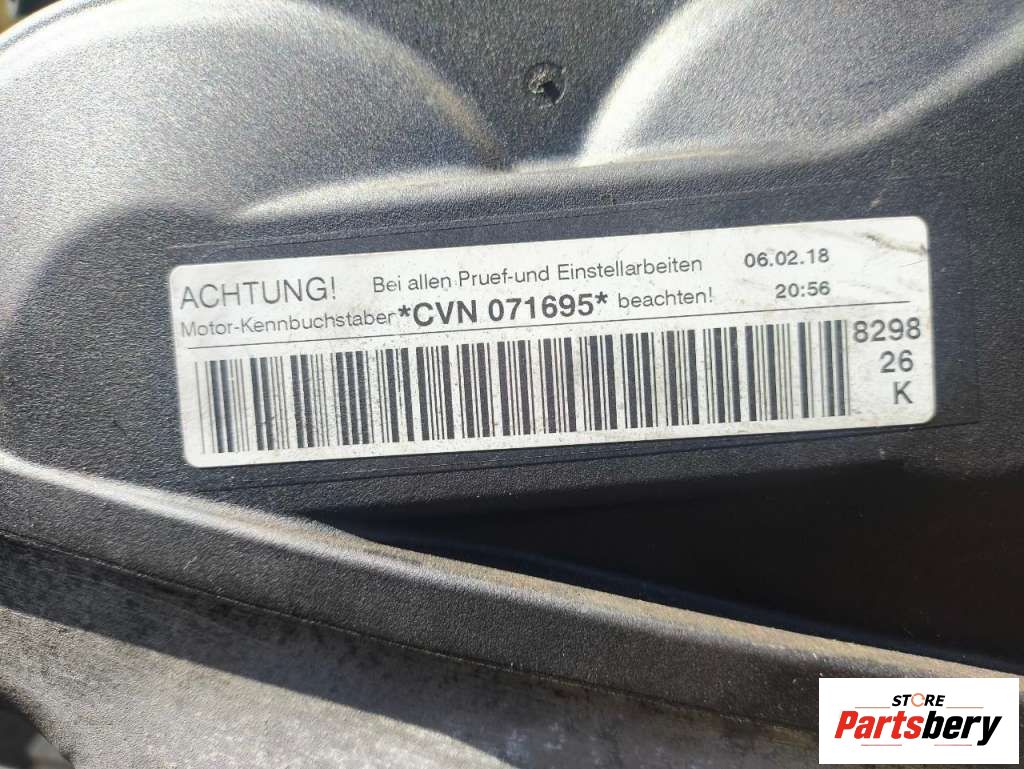 ACHTUNG! Bei allen Pruef-und Einstellarbeiten 06.02.18
Motor-Kennbuchstaber *CVN 071695* beachten! 20:56
8298
26
K
STORE
Partsbery